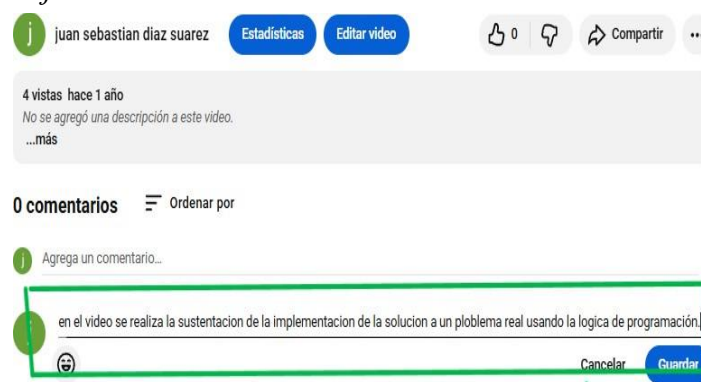 j juan sebastian diaz suarez Estadísticas Editar video 0 Compartir ...
4 vistas hace 1 año
No se agregó una descripción a este video.
...más
0 comentarios Ordenar por
j Agrega un comentario...
en el video se realiza la sustentacion de la implementacion de la solucion a un ploblema real usando la logica de programación.
Cancelar Guardar